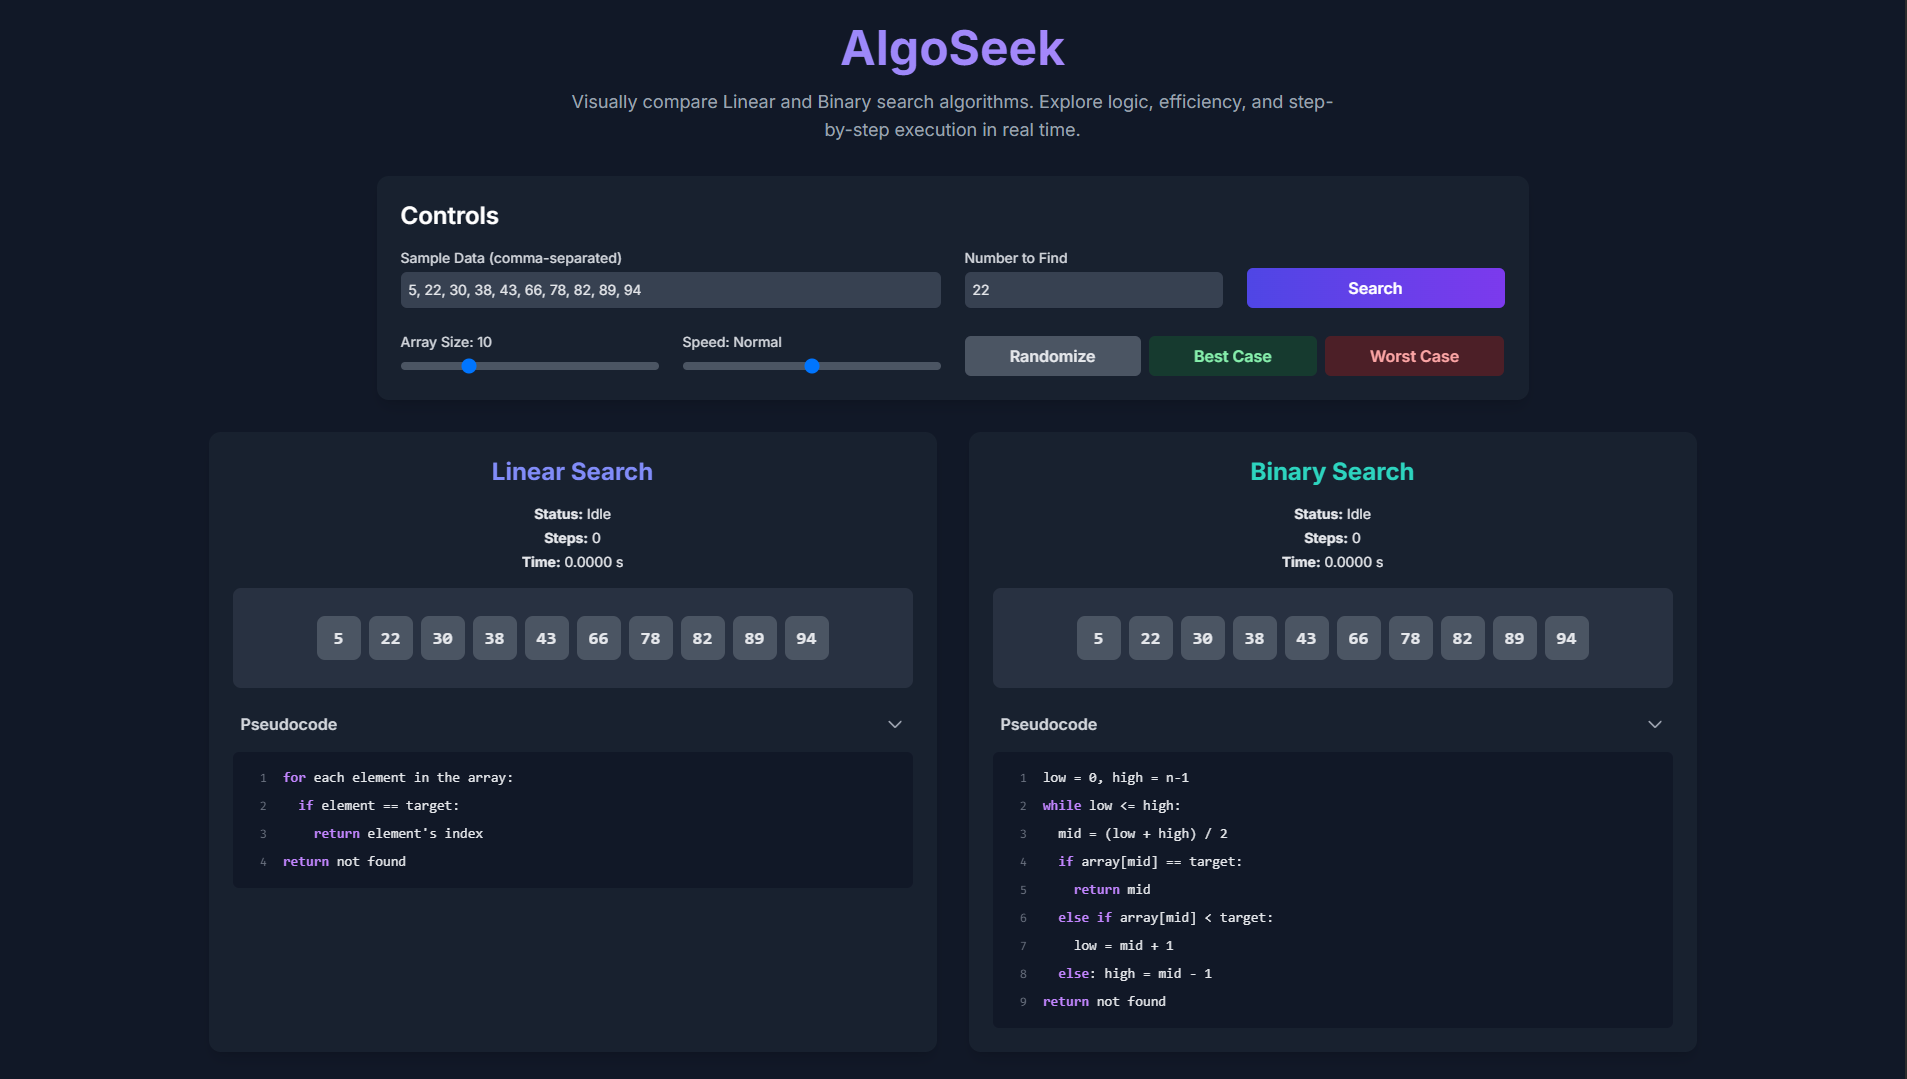 AlgoSeek
Visually compare Linear and Binary search algorithms. Explore logic, efficiency, and step-
by-step execution in real time.
Controls
Sample Data (comma-separated)
5, 22, 30, 38, 43, 66, 78, 82, 89, 94
Number to Find
22
Search
Array Size: 10
Speed: Normal
Randomize
Best Case
Worst Case
Linear Search
Status: Idle
Steps: 0
Time: 0.0000 s
5 22 30 38 43 66 78 82 89 94
Pseudocode
1 for each element in the array:
2 if element == target:
3 return element's index
4 return not found
Binary Search
Status: Idle
Steps: 0
Time: 0.0000 s
5 22 30 38 43 66 78 82 89 94
Pseudocode
1 low = 0, high = n-1
2 while low <= high:
3 mid = (low + high) / 2
4 if array[mid] == target:
5 return mid
6 else if array[mid] < target:
7 low = mid + 1
8 else: high = mid - 1
9 return not found